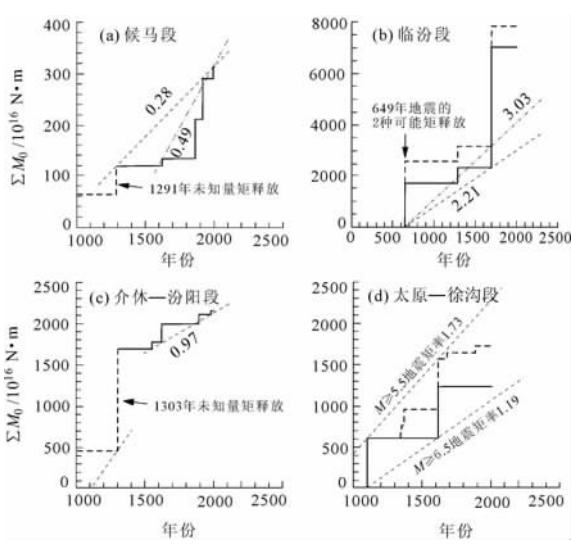 (a) 候马段
400
300
200
100
0
ΣM₀/10¹⁶ N·m
0.28
0.49
1291年未知量矩释放
1000 1500 2000 2500
年份
(b) 临汾段
8000
6000
4000
2000
0
649年地震的
2种可能矩释放
3.03
2.21
0 500 1000 1500 2000 2500
年份
(c) 介休—汾阳段
2500
2000
1500
1000
500
0
ΣM₀/10¹⁶ N·m
0.97
1303年未知量矩释放
1000 1500 2000 2500
年份
(d) 太原—徐沟段
2500
2000
1500
1000
500
0
M≥5.5地震矩率1.73
M≥6.5地震矩率1.19
1000 1500 2000 2500
年份